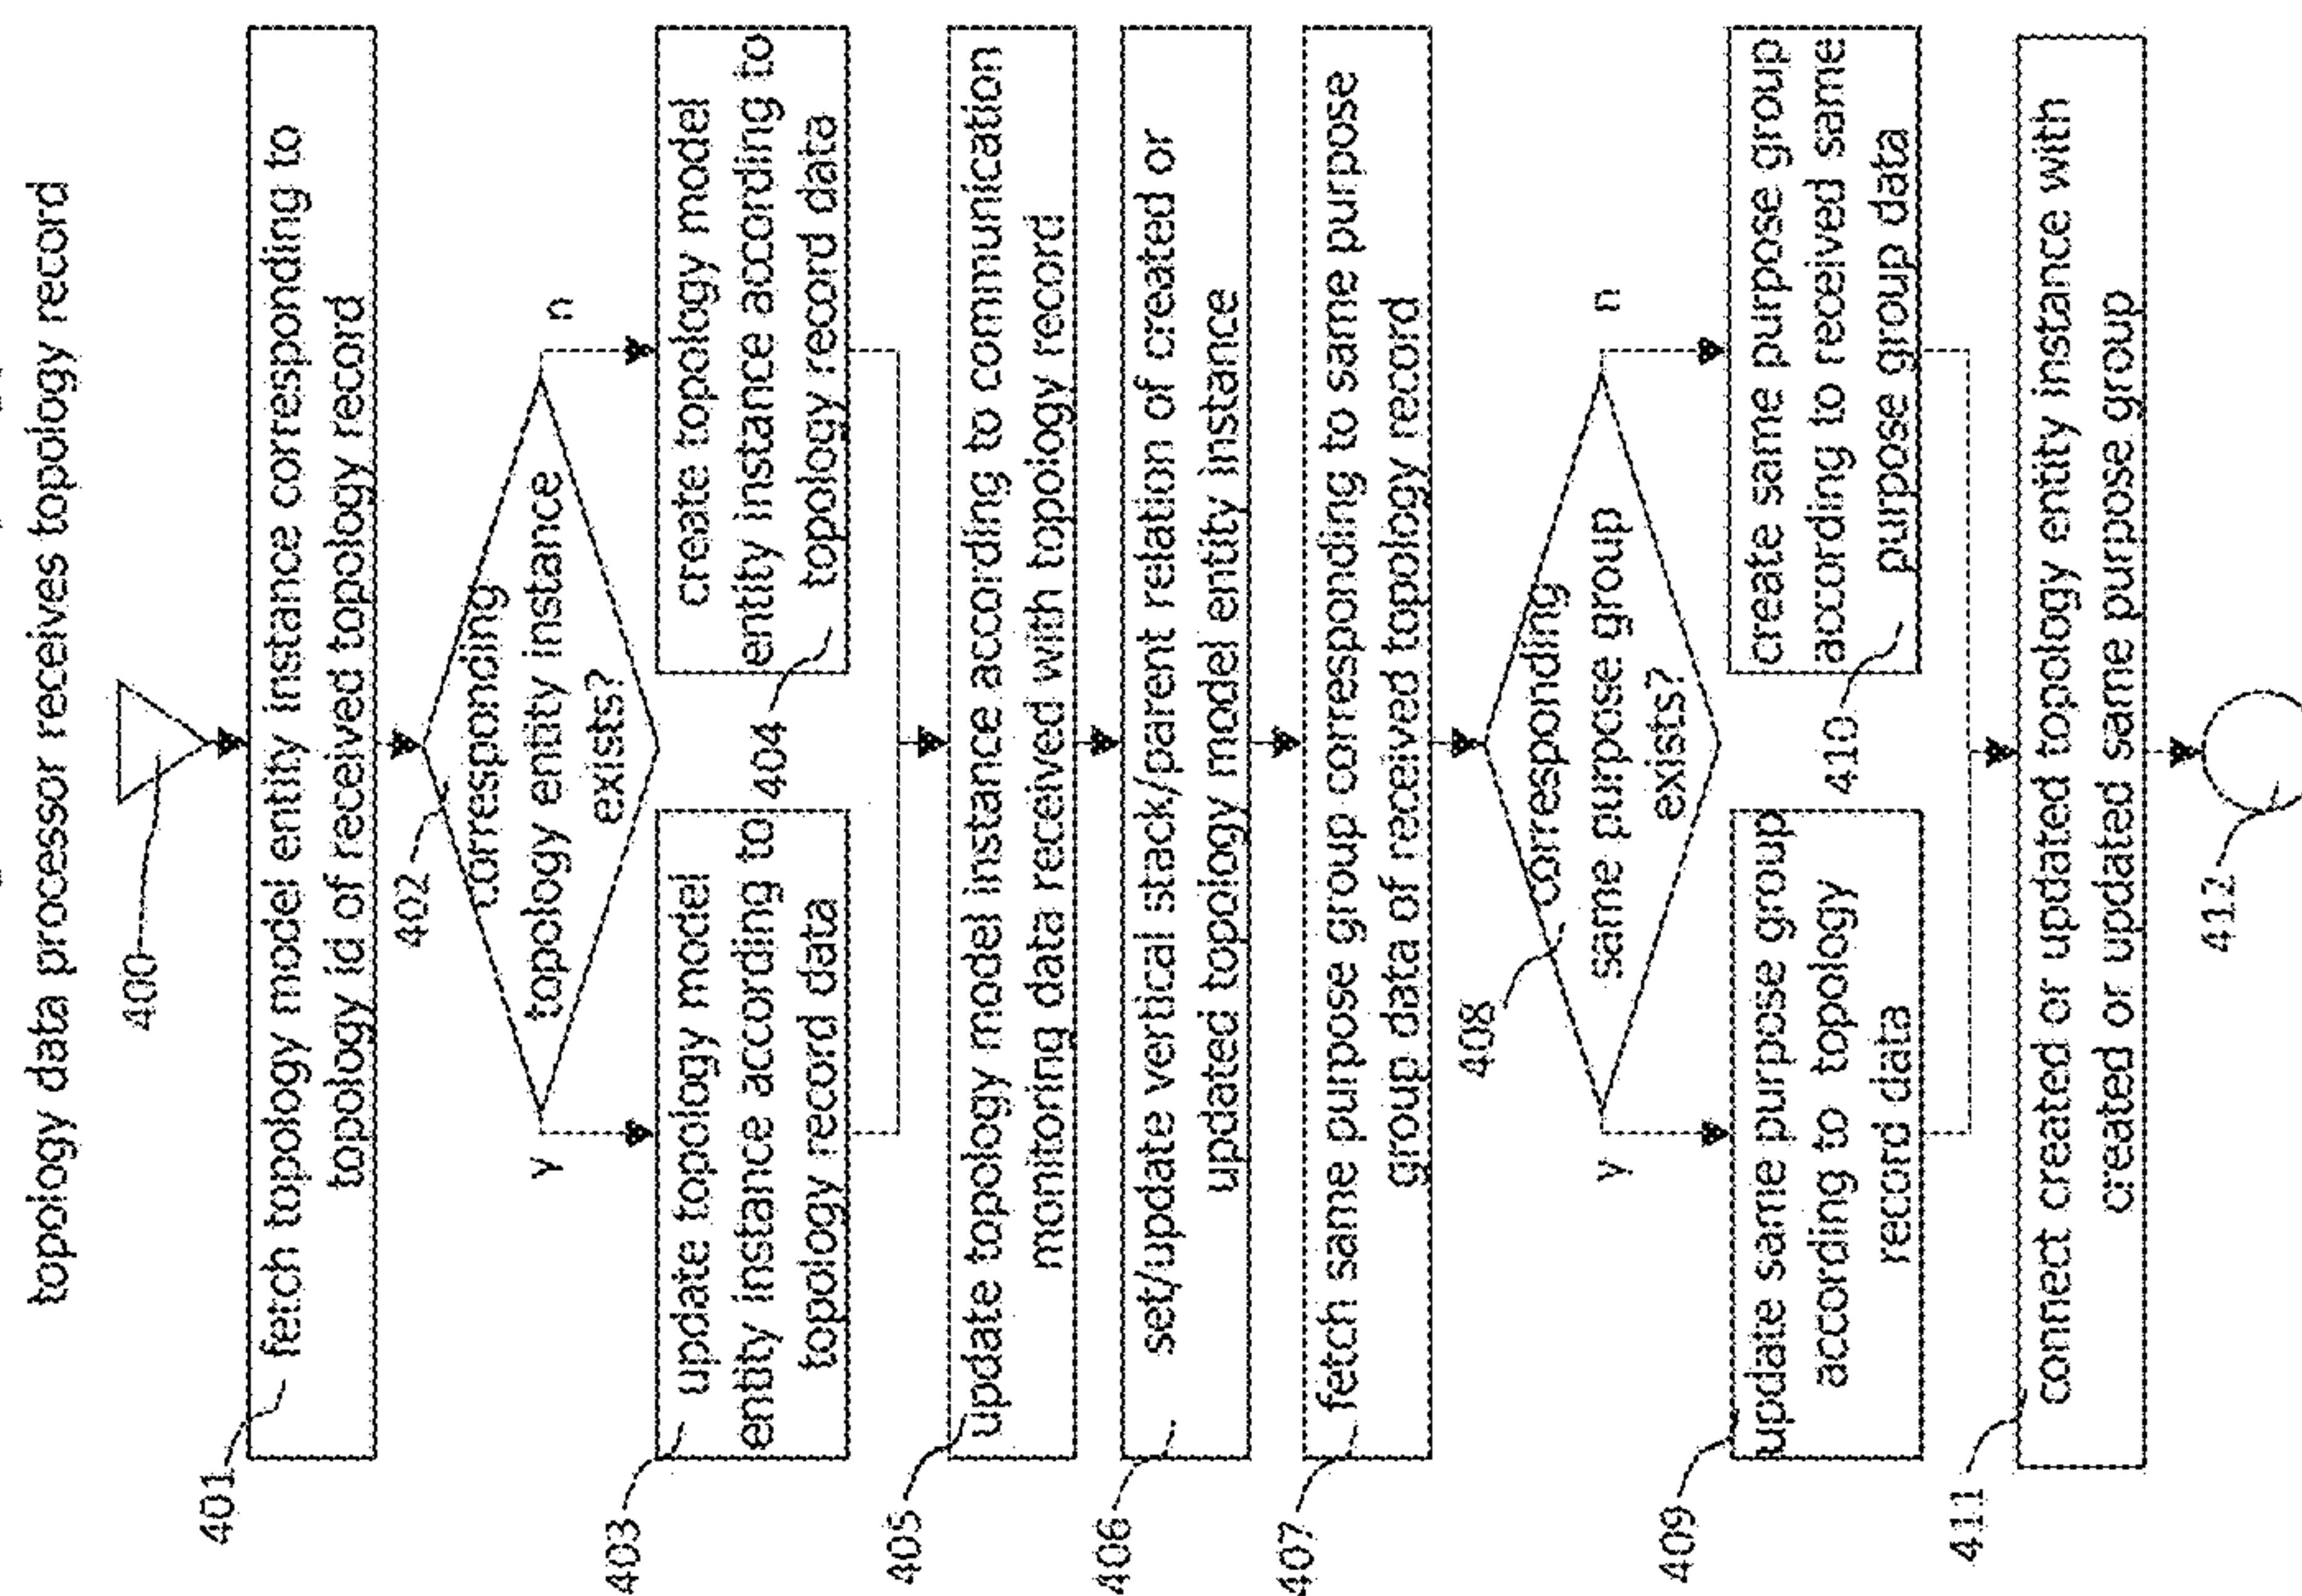 topology data processor receives topology record
400
401
fetch topology model entity instance corresponding to
topology id of received topology record
402
corresponding
topology entity instance
exists?
y
n
403
update topology model
entity instance according to
topology record data
404
create topology model
entity instance according to
topology record data
405
update topology model instance according to communication
monitoring data received with topology record
406
set/update vertical stack/parent relation of created or
updated topology model entity instance
407
fetch same purpose group corresponding to same purpose
group data of received topology record
408
corresponding
same purpose group
exists?
y
n
409
update same purpose group
according to topology
record data
410
create same purpose group
according to received same
purpose group data
411
connect created or updated topology entity instance with
created or updated same purpose group
412